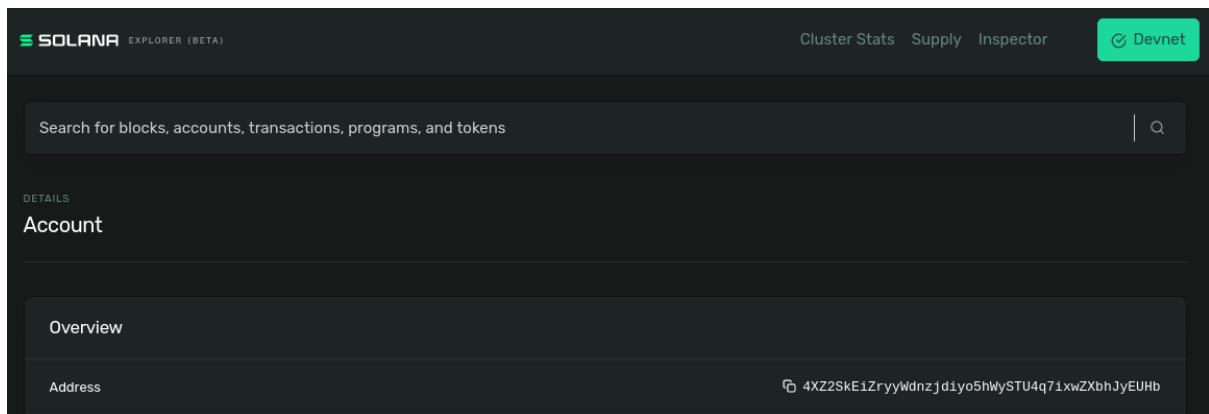 SOLANA EXPLORER (BETA) Cluster Stats Supply Inspector Devnet
Search for blocks, accounts, transactions, programs, and tokens
DETAILS
Account
Overview
Address 4XZ2SkEiZryyWdnzjdiyo5hWySTU4q7ixwZXbhJyEUHb